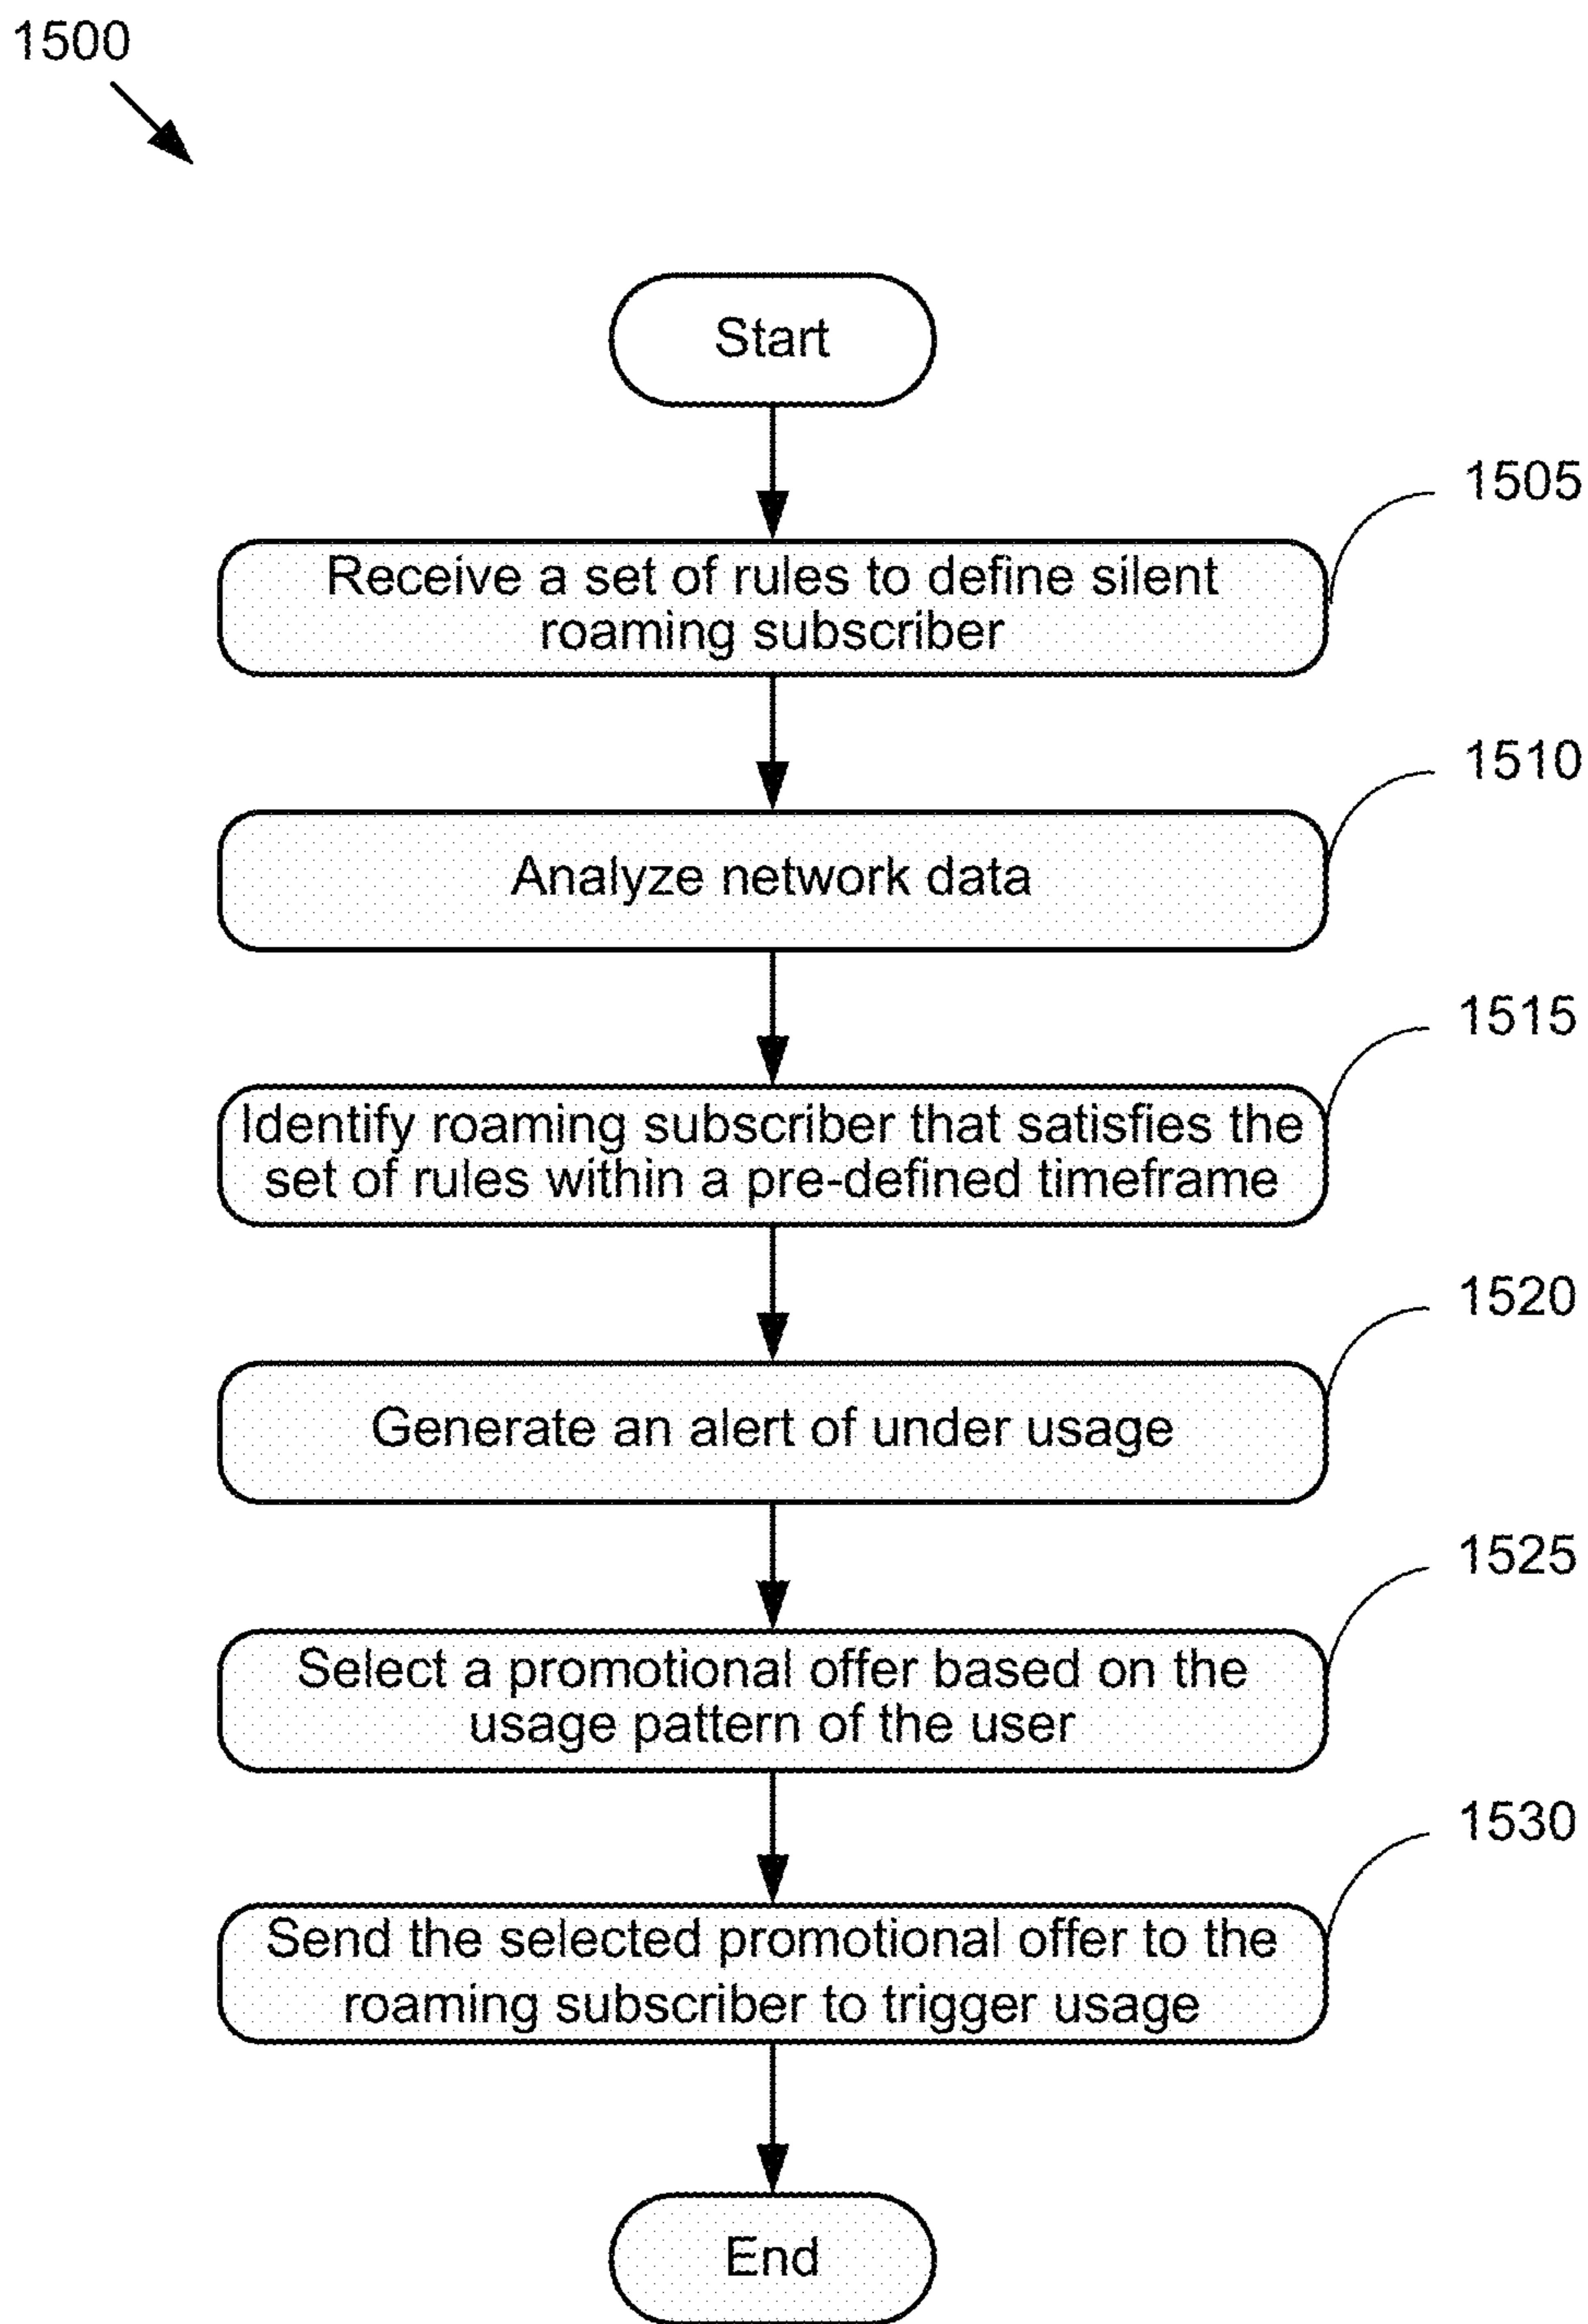 1500
Start
1505
Receive a set of rules to define silent
roaming subscriber
1510
Analyze network data
1515
Identify roaming subscriber that satisfies the
set of rules within a pre-defined timeframe
1520
Generate an alert of under usage
1525
Select a promotional offer based on the
usage pattern of the user
1530
Send the selected promotional offer to the
roaming subscriber to trigger usage
End